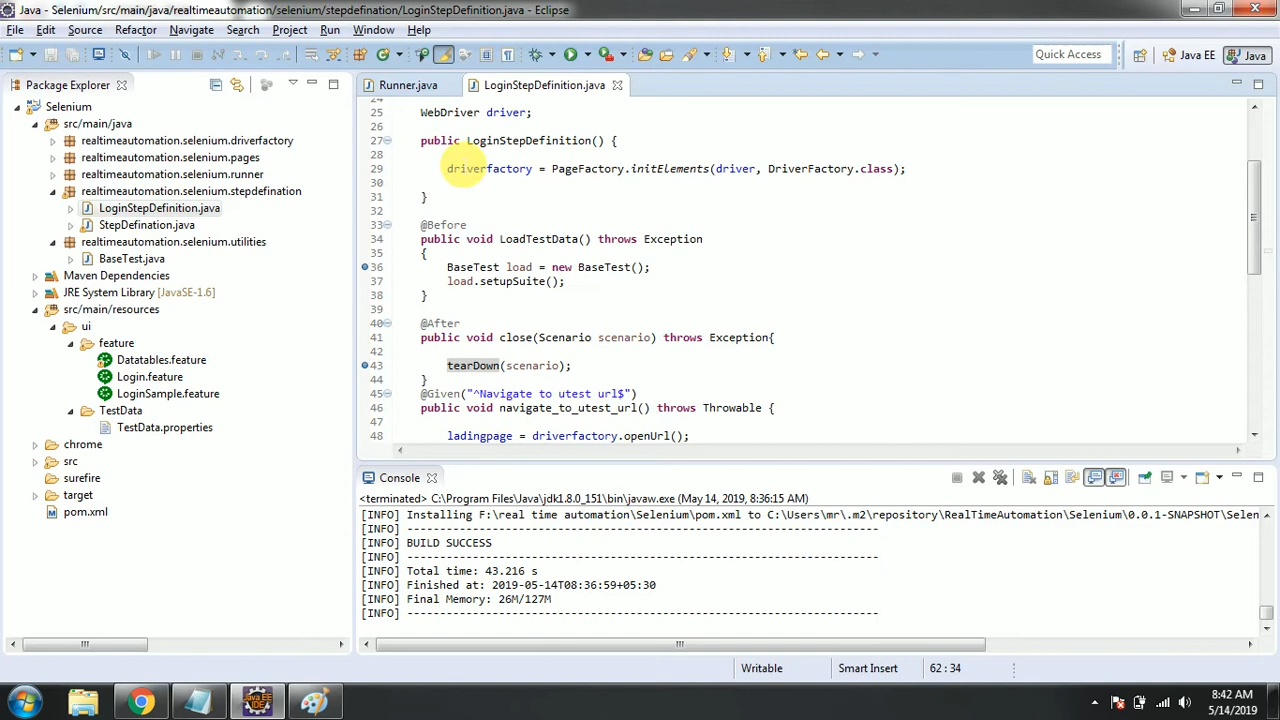 Java - Selenium/src/main/java/realtimeautomation/selenium/stepdefination/LoginStepDefinition.java - Eclipse
File Edit Source Refactor Navigate Search Project Run Window Help
Quick Access Java EE Java
Package Explorer
Selenium
src/main/java
realtimeautomation.selenium.driverfactory
realtimeautomation.selenium.pages
realtimeautomation.selenium.runner
realtimeautomation.selenium.stepdefination
LoginStepDefinition.java
StepDefination.java
realtimeautomation.selenium.utilities
BaseTest.java
Maven Dependencies
JRE System Library [JavaSE-1.6]
src/main/resources
ui
feature
Datatables.feature
Login.feature
LoginSample.feature
TestData
TestData.properties
chrome
src
surefire
target
pom.xml
Runner.java LoginStepDefinition.java
24
25 WebDriver driver;
26
27 public LoginStepDefinition() {
28
29 driverfactory = PageFactory.initElements(driver, DriverFactory.class);
30
31 }
32
33 @Before
34 public void LoadTestData() throws Exception
35 {
36 BaseTest load = new BaseTest();
37 load.setupSuite();
38 }
39
40 @After
41 public void close(Scenario scenario) throws Exception{
42
43 tearDown(scenario);
44 }
45 @Given("^Navigate to utest url$")
46 public void navigate_to_utest_url() throws Throwable {
47
48 ladingpage = driverfactory.openUrl();
Console
<terminated> C:\Program Files\Java\jdk1.8.0_151\bin\javaw.exe (May 14, 2019, 8:36:15 AM)
[INFO] Installing F:\real time automation\Selenium\pom.xml to C:\Users\mr\.m2\repository\RealTimeAutomation\Selenium\0.0.1-SNAPSHOT\Selen
[INFO] ------------------------------------------------------------------------
[INFO] BUILD SUCCESS
[INFO] ------------------------------------------------------------------------
[INFO] Total time: 43.216 s
[INFO] Finished at: 2019-05-14T08:36:59+05:30
[INFO] Final Memory: 26M/127M
[INFO] ------------------------------------------------------------------------
Writable Smart Insert 62 : 34
Java EE
IDE
8:42 AM
5/14/2019